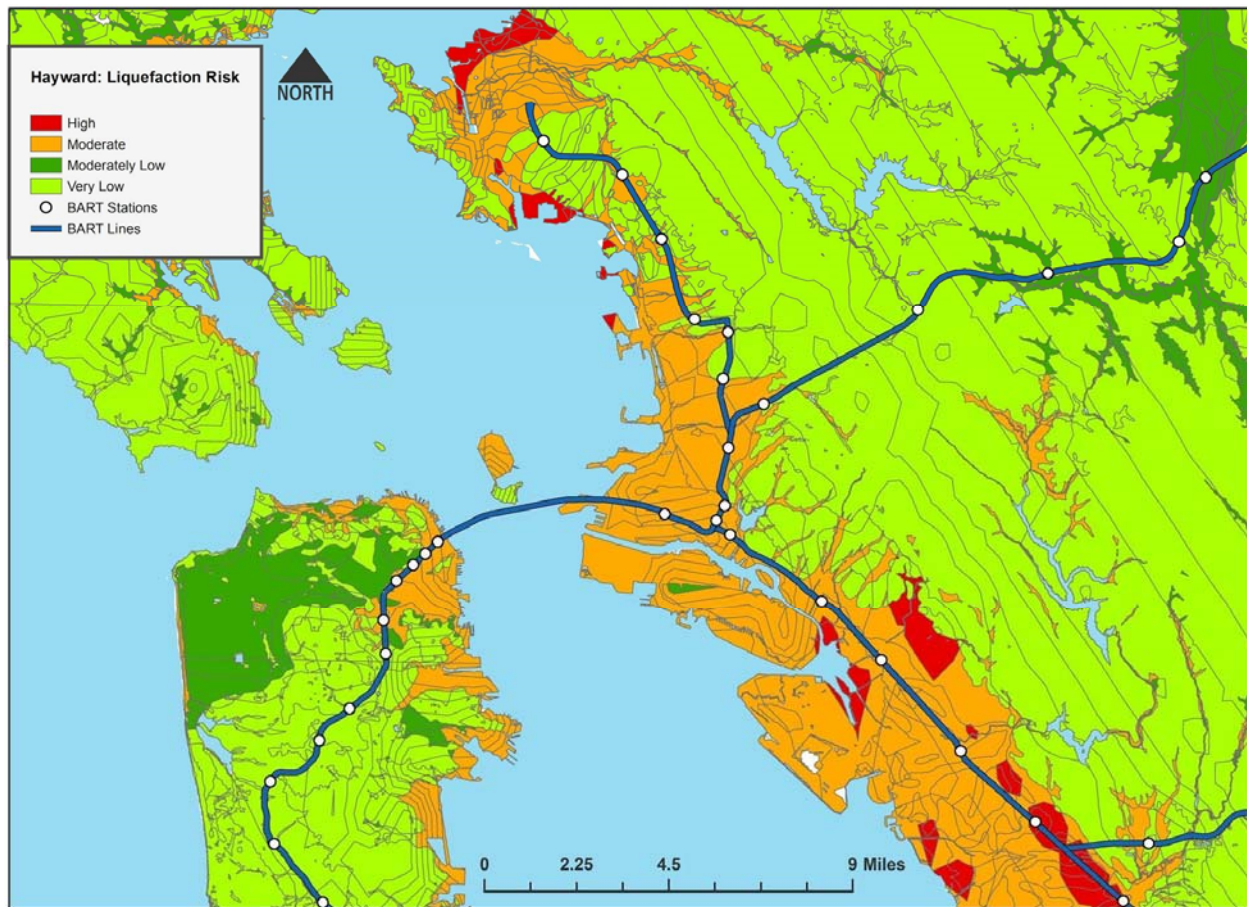 Hayward: Liquefaction Risk
High
Moderate
Moderately Low
Very Low
BART Stations
BART Lines
NORTH
0 2.25 4.5 9 Miles